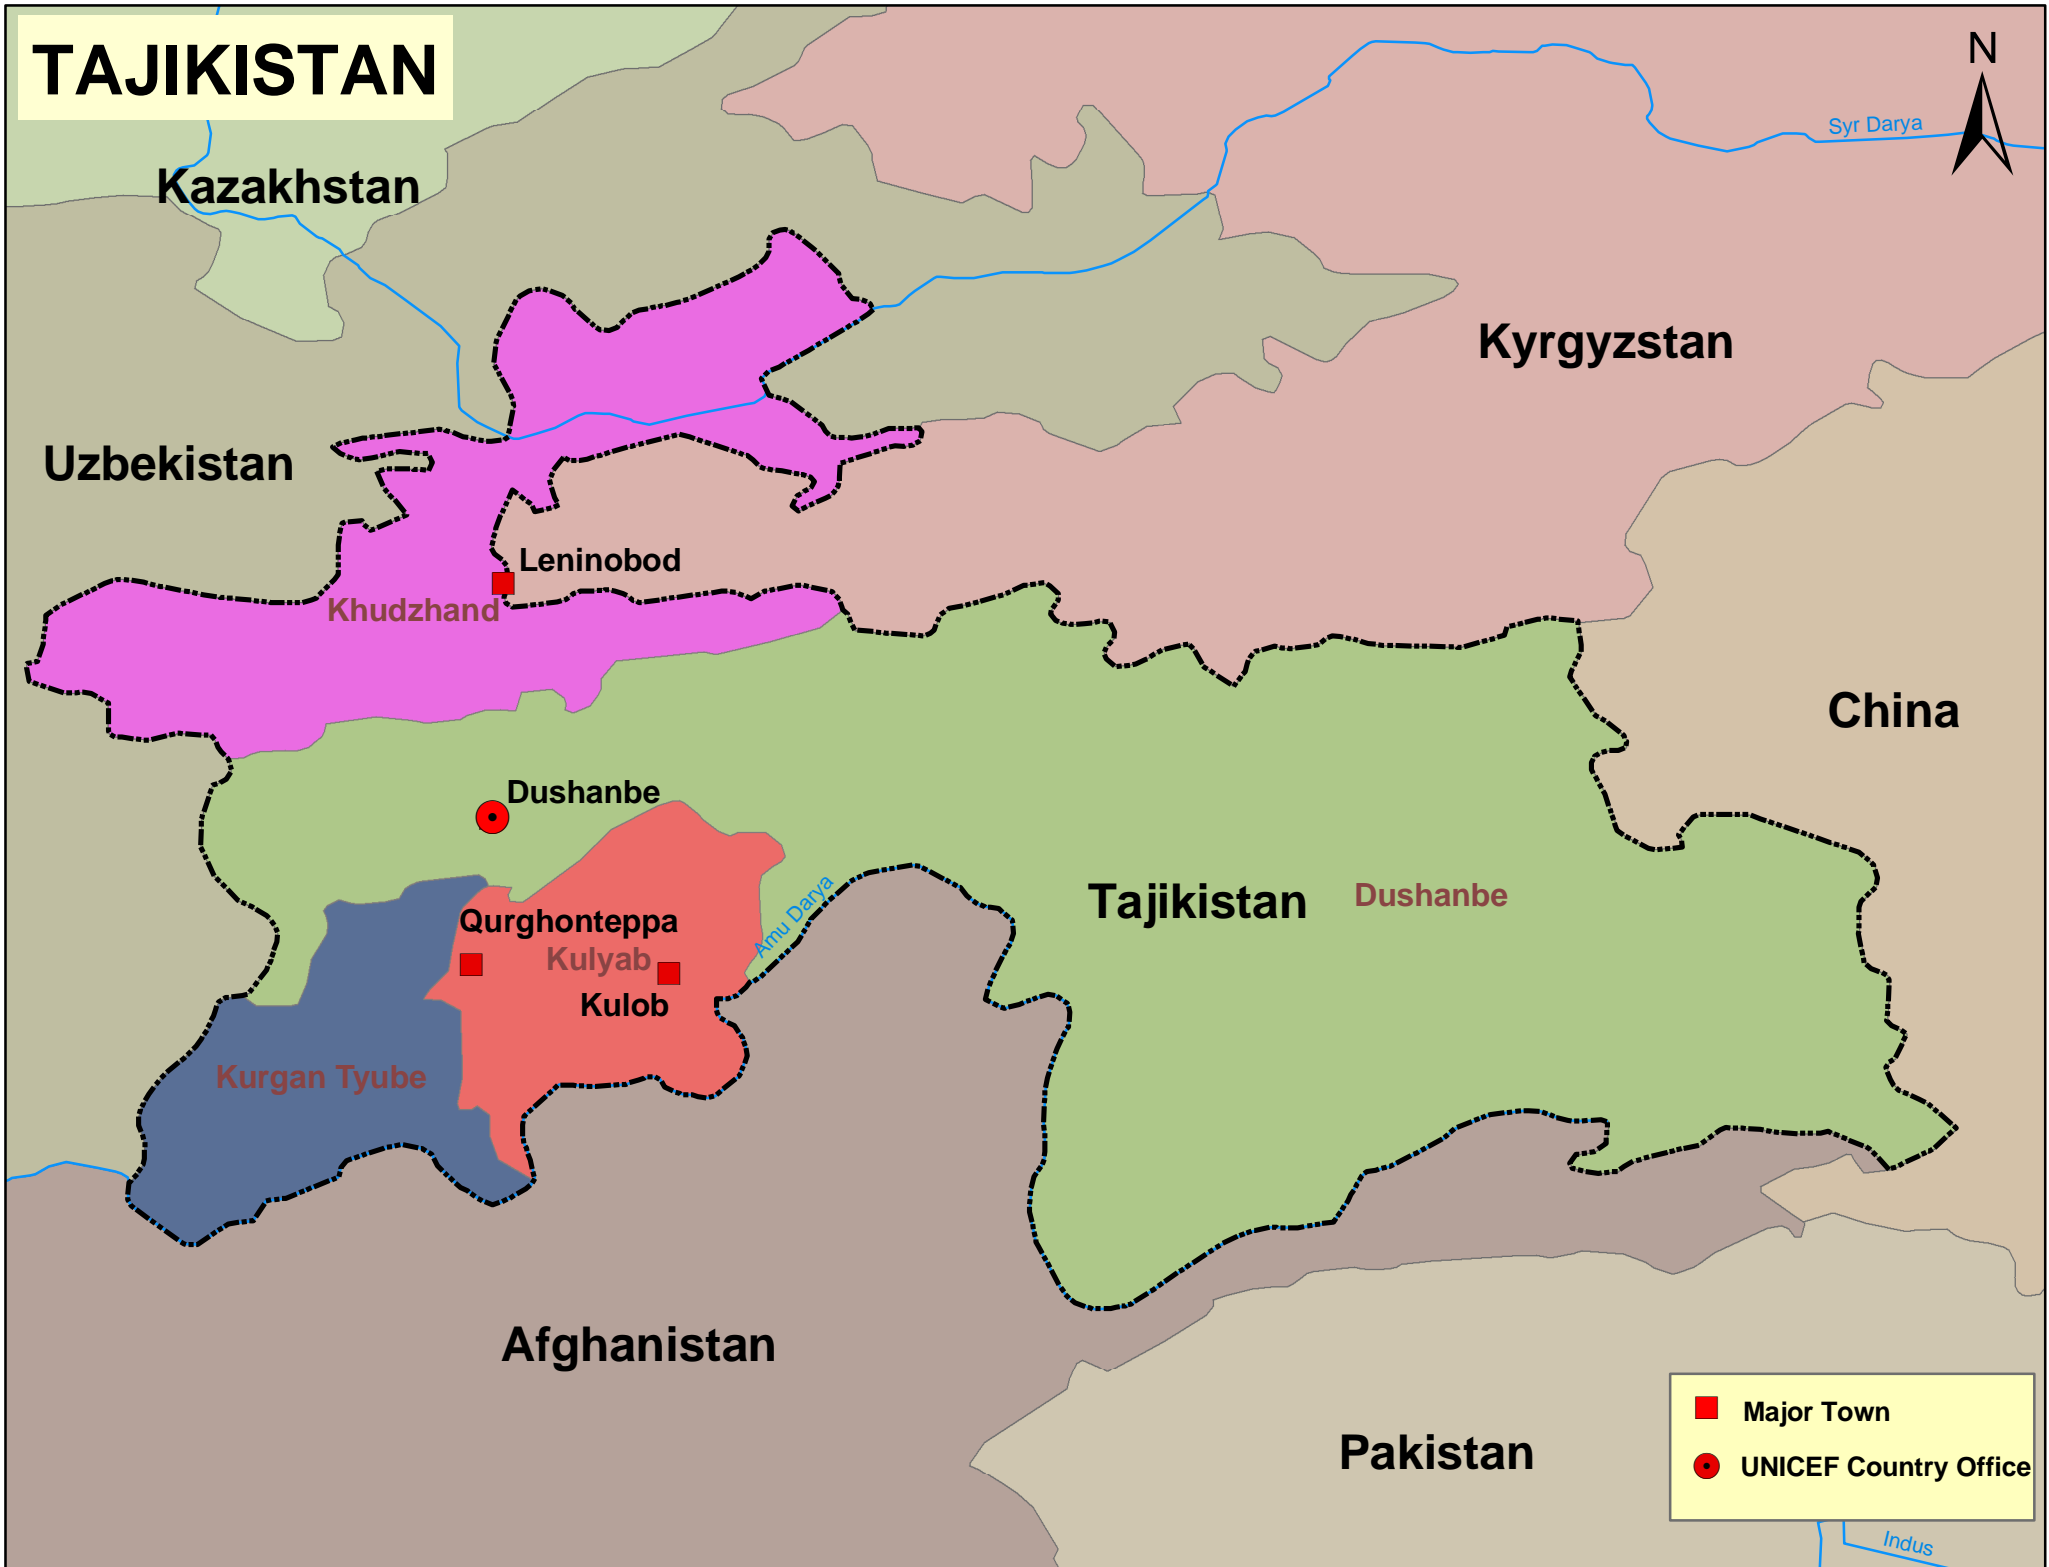 TAJIKISTAN
N
Syr Darya
Kazakhstan
Kyrgyzstan
Uzbekistan
Leninobod
Khudzhand
China
Dushanbe
Tajikistan
Dushanbe
Amu Darya
Qurghonteppa
Kulyab
Kulob
Kurgan Tyube
Afghanistan
Pakistan
Major Town
UNICEF Country Office
Indus